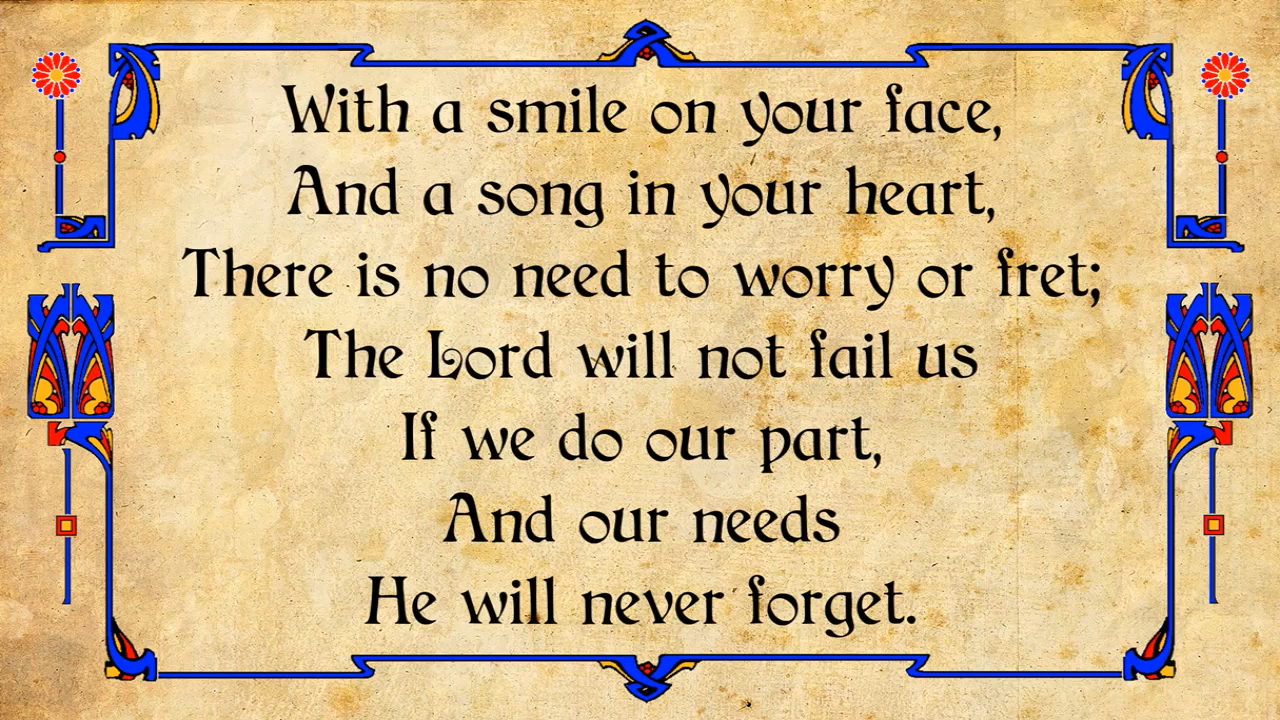 With a smile on your face,
And a song in your heart,
There is no need to worry or fret;
The Lord will not fail us
If we do our part,
And our needs
He will never forget.